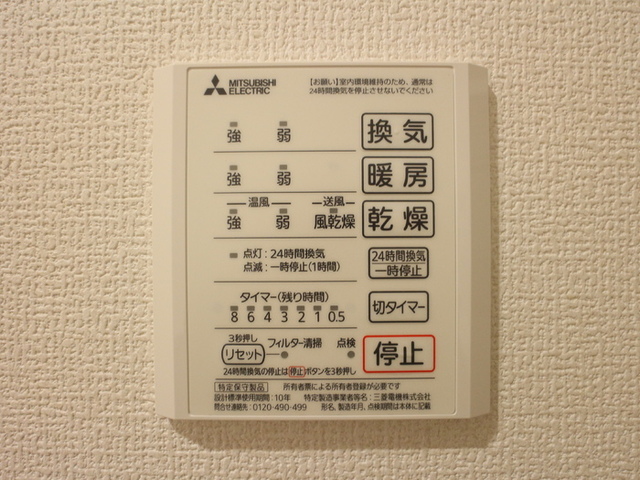 MITSUBISHI
ELECTRIC
【お願い】室内環境維持のため、通常は
24時間換気を停止させないでください
強 弱 換気
強 弱 暖房
温風 送風
強 弱 風乾燥 乾燥
点灯：24時間換気
点滅：一時停止(1時間)
24時間換気
一時停止
タイマー(残り時間)
8 6 4 3 2 1 0.5
切タイマー
3秒押し
リセット フィルター清掃 点検
停止
24時間換気の停止は停止ボタンを3秒押し
特定保守製品 所有者票による所有者登録が必要です
設計標準使用期間：10年 特定製造事業者等名：三菱電機株式会社
問合せ連絡先：0120-490-499 形名、製造年月、点検期間は本体に記載